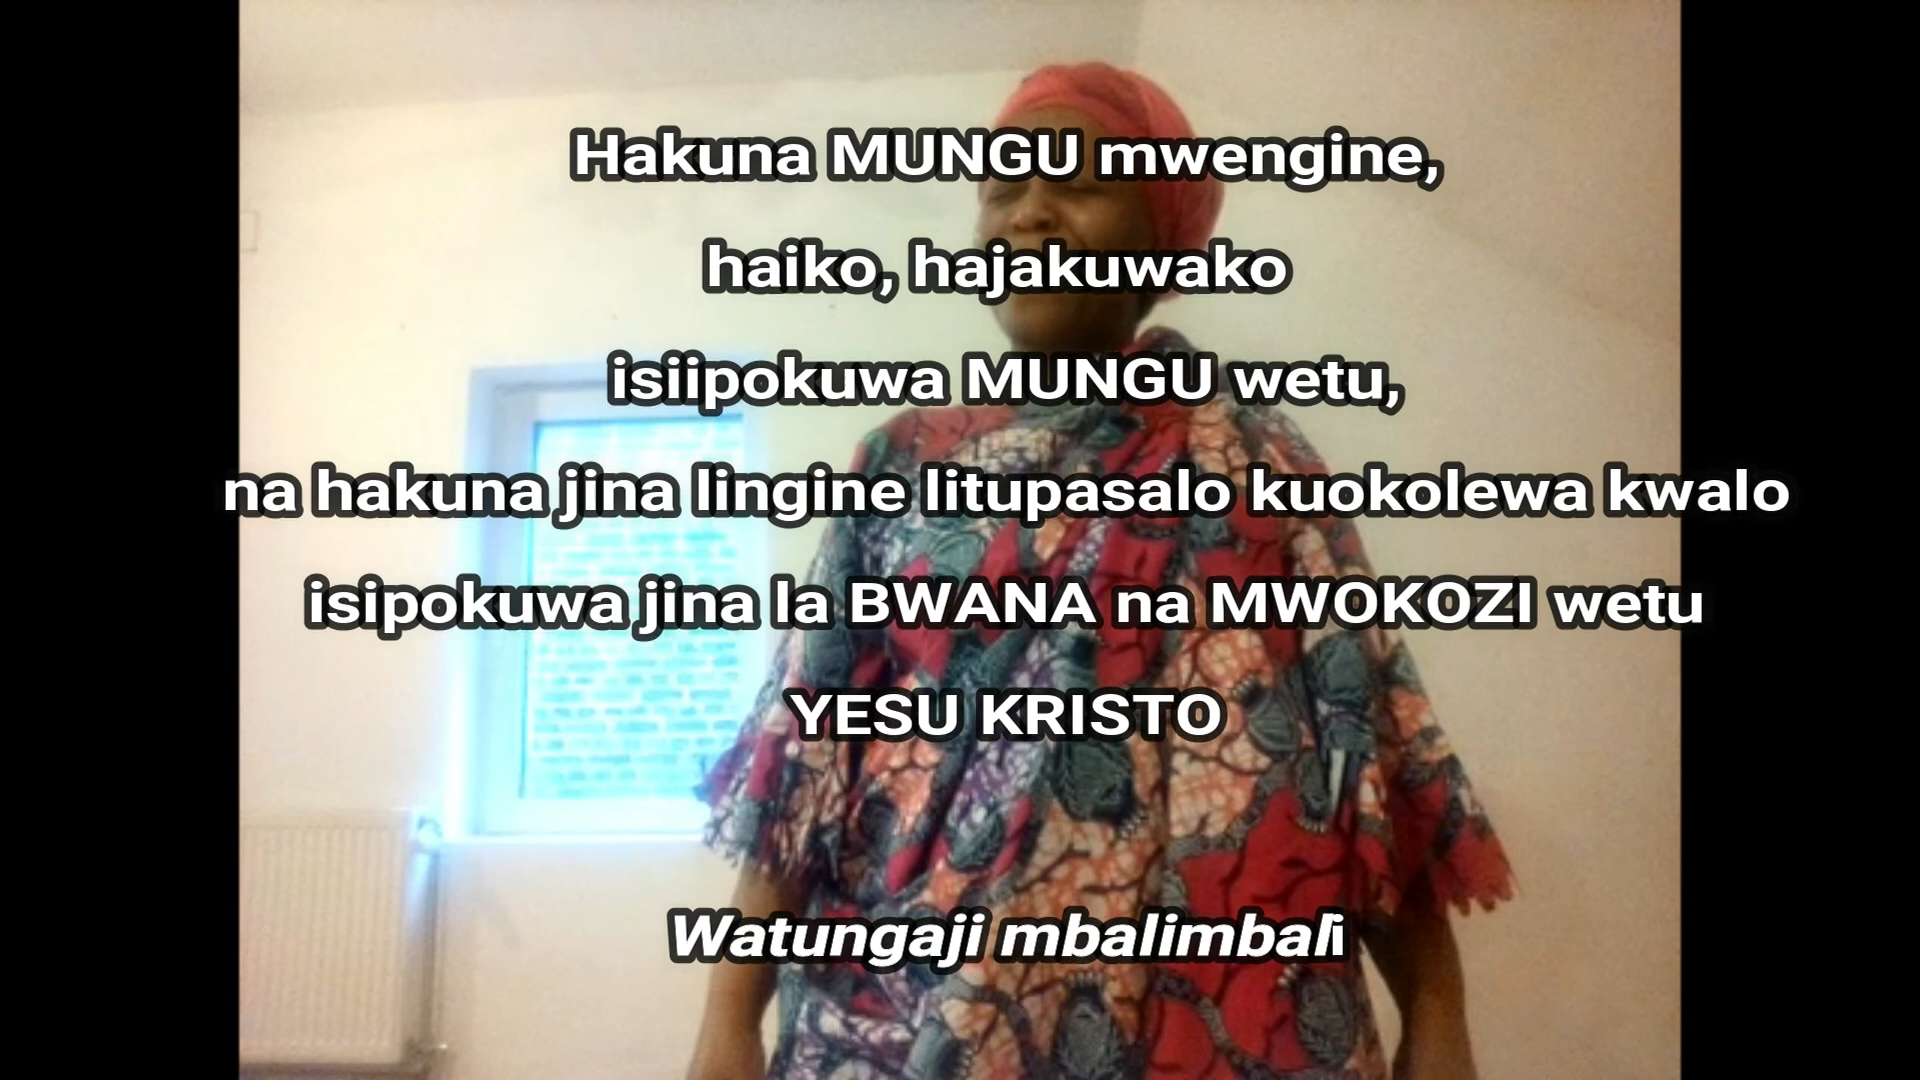 Hakuna MUNGU mwengine,
haiko, hajakuwako
isiipokuwa MUNGU wetu,
na hakuna jina lingine litupasalo kuokolewa kwalo
isipokuwa jina la BWANA na MWOKOZI wetu
YESU KRISTO
Watungaji mbalimbali